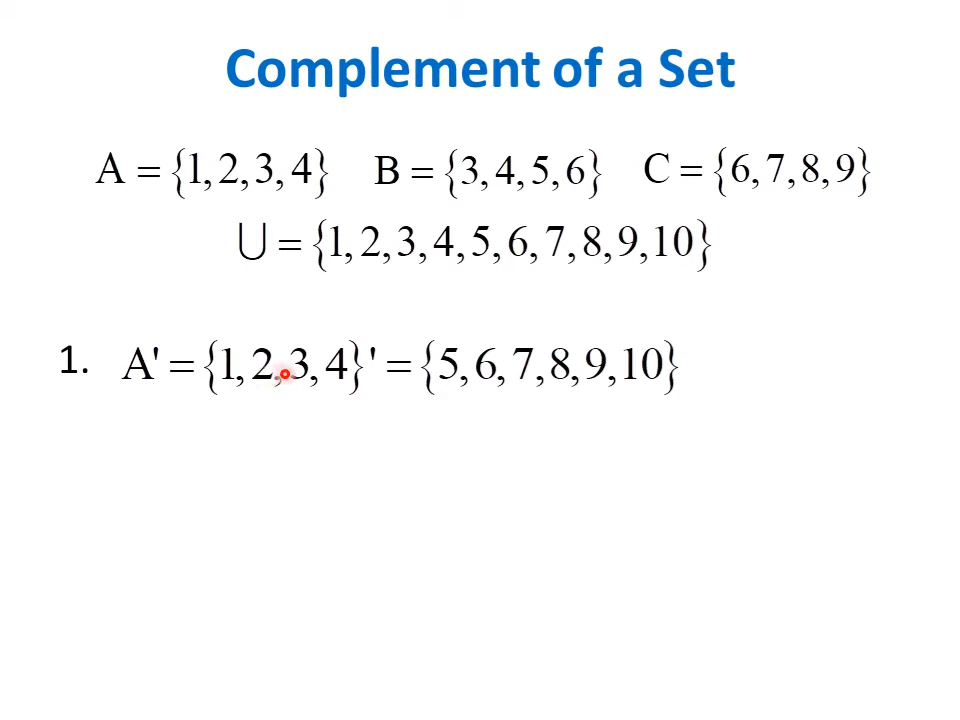 Complement of a Set
A = {1, 2, 3, 4} B = {3, 4, 5, 6} C = {6, 7, 8, 9}
⋃ = {1, 2, 3, 4, 5, 6, 7, 8, 9, 10}
1. A' = {1, 2, 3, 4}' = {5, 6, 7, 8, 9, 10}